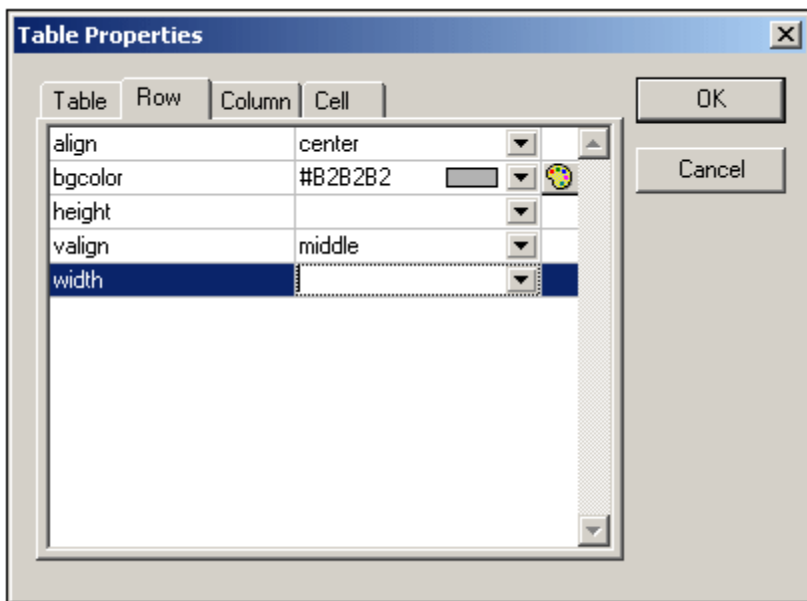 Table Properties
Table Row Column Cell
OK
Cancel
align center
bgcolor #B2B2B2
height
valign middle
width